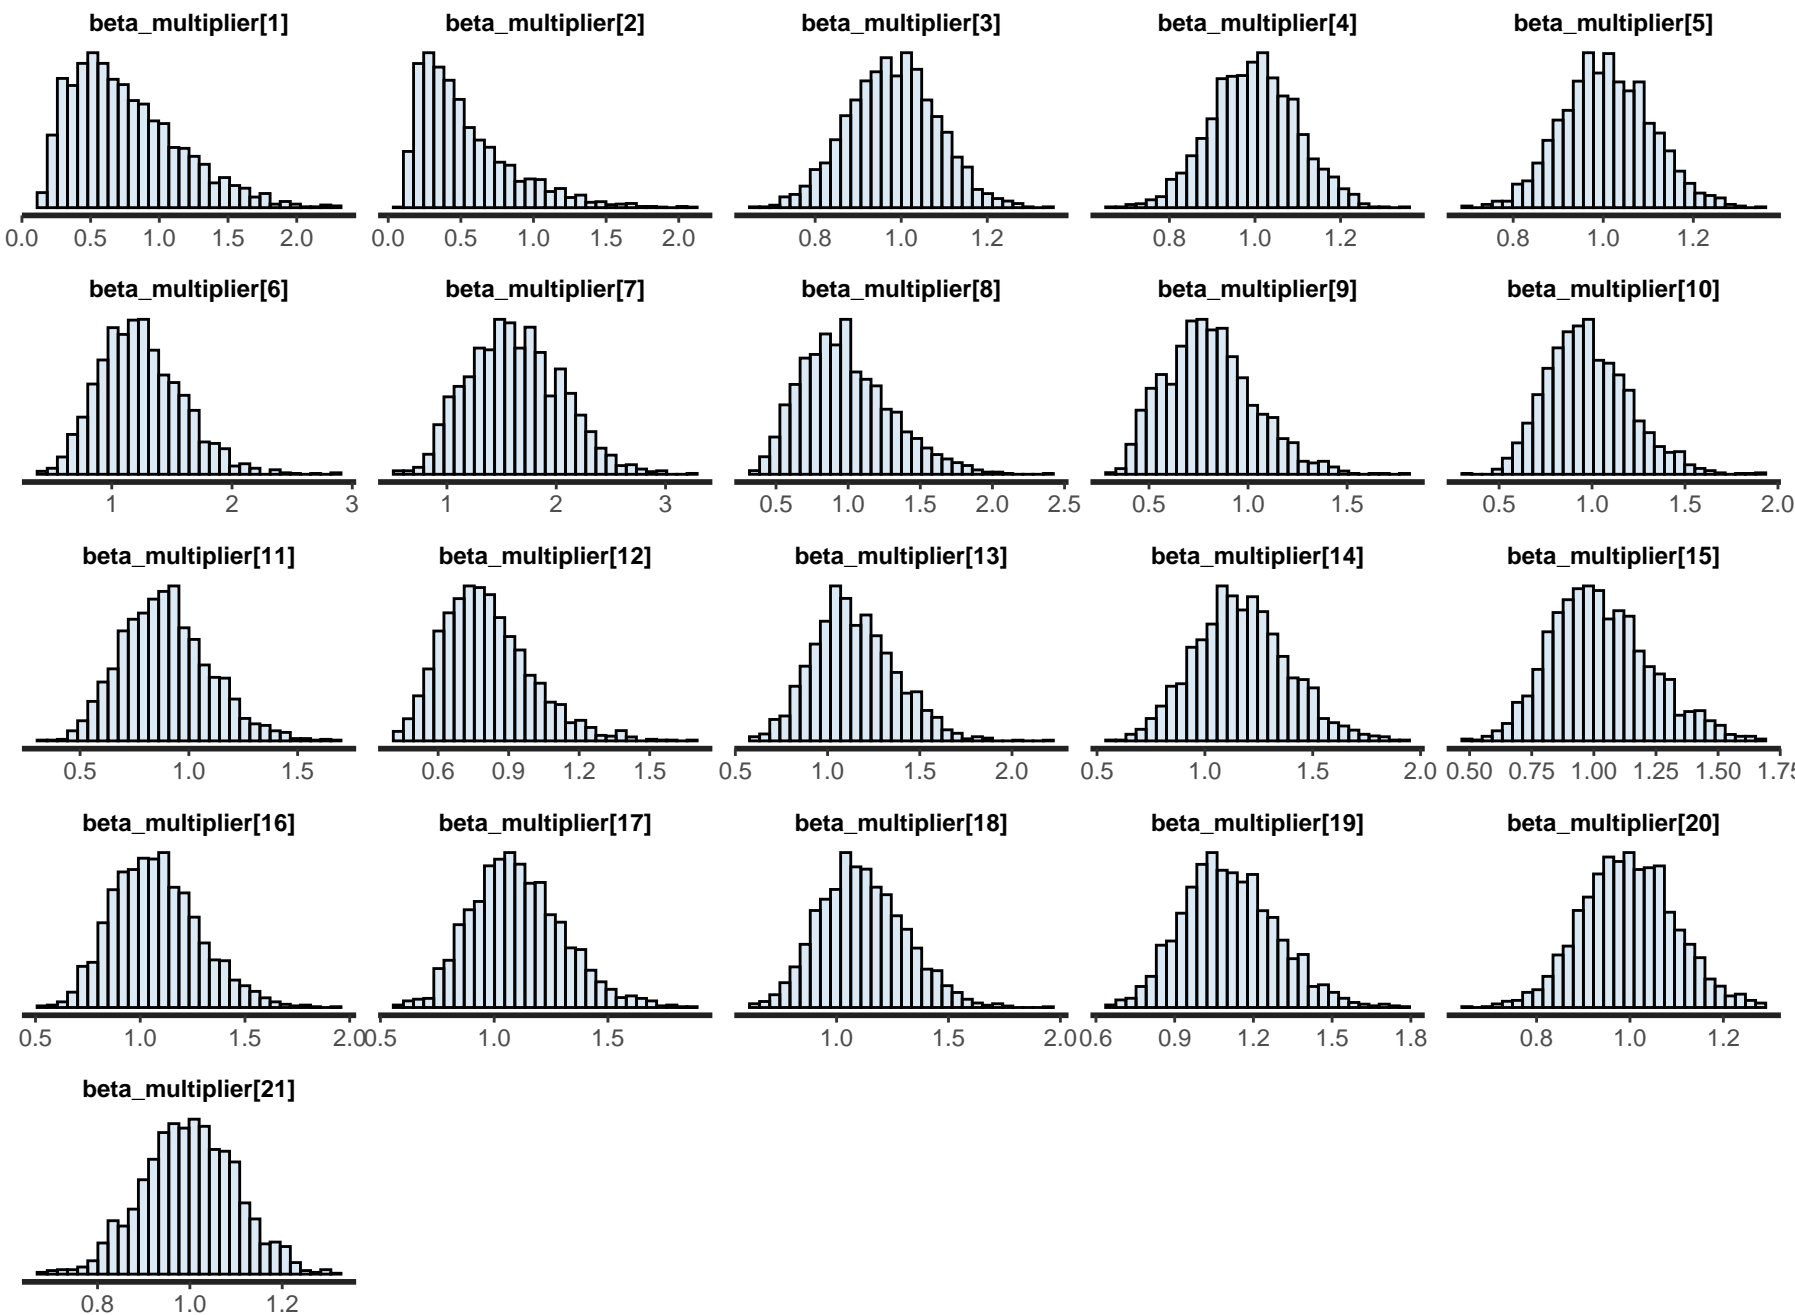 beta_multiplier[1] beta_multiplier[2] beta_multiplier[3] beta_multiplier[4] beta_multiplier[5]
0.0 0.5 1.0 1.5 2.0 0.0 0.5 1.0 1.5 2.0 0.8 1.0 1.2 0.8 1.0 1.2 0.8 1.0 1.2
beta_multiplier[6] beta_multiplier[7] beta_multiplier[8] beta_multiplier[9] beta_multiplier[10]
1 2 3 1 2 3 0.5 1.0 1.5 2.0 2.5 0.5 1.0 1.5 0.5 1.0 1.5 2.0
beta_multiplier[11] beta_multiplier[12] beta_multiplier[13] beta_multiplier[14] beta_multiplier[15]
0.5 1.0 1.5 0.6 0.9 1.2 1.5 0.5 1.0 1.5 2.0 0.5 1.0 1.5 2.0 0.50 0.75 1.00 1.25 1.50 1.75
beta_multiplier[16] beta_multiplier[17] beta_multiplier[18] beta_multiplier[19] beta_multiplier[20]
0.5 1.0 1.5 2.0 0.5 1.0 1.5 1.0 1.5 2.0 0.6 0.9 1.2 1.5 1.8 0.8 1.0 1.2
beta_multiplier[21]
0.8 1.0 1.2